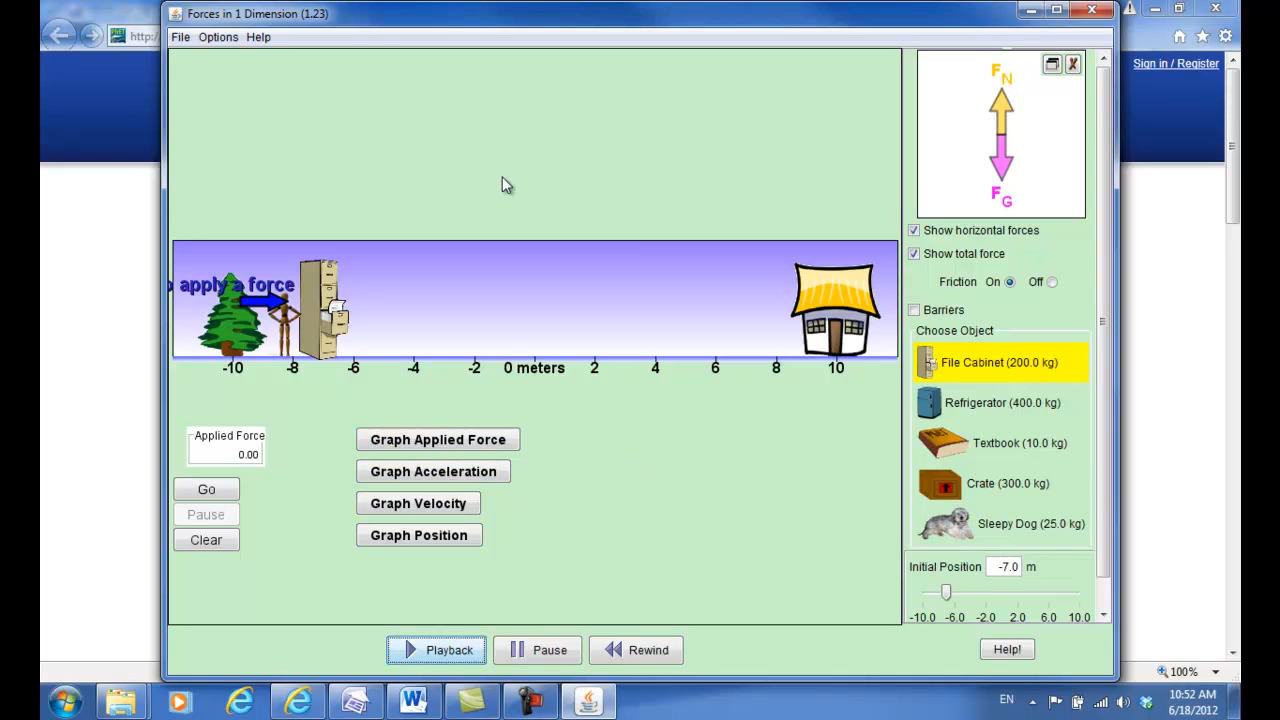 Forces in 1 Dimension (1.23)
File Options Help
http:/
Sign in / Register
FN
FG
Show horizontal forces
Show total force
Friction On Off
Barriers
Choose Object
File Cabinet (200.0 kg)
Refrigerator (400.0 kg)
Textbook (10.0 kg)
Crate (300.0 kg)
Sleepy Dog (25.0 kg)
Initial Position -7.0 m
-10.0 -6.0 -2.0 2.0 6.0 10.0
Help!
o apply a force
-10 -8 -6 -4 -2 0 meters 2 4 6 8 10
Applied Force
0.00
Go
Pause
Clear
Graph Applied Force
Graph Acceleration
Graph Velocity
Graph Position
Playback Pause Rewind
100%
EN
10:52 AM
6/18/2012